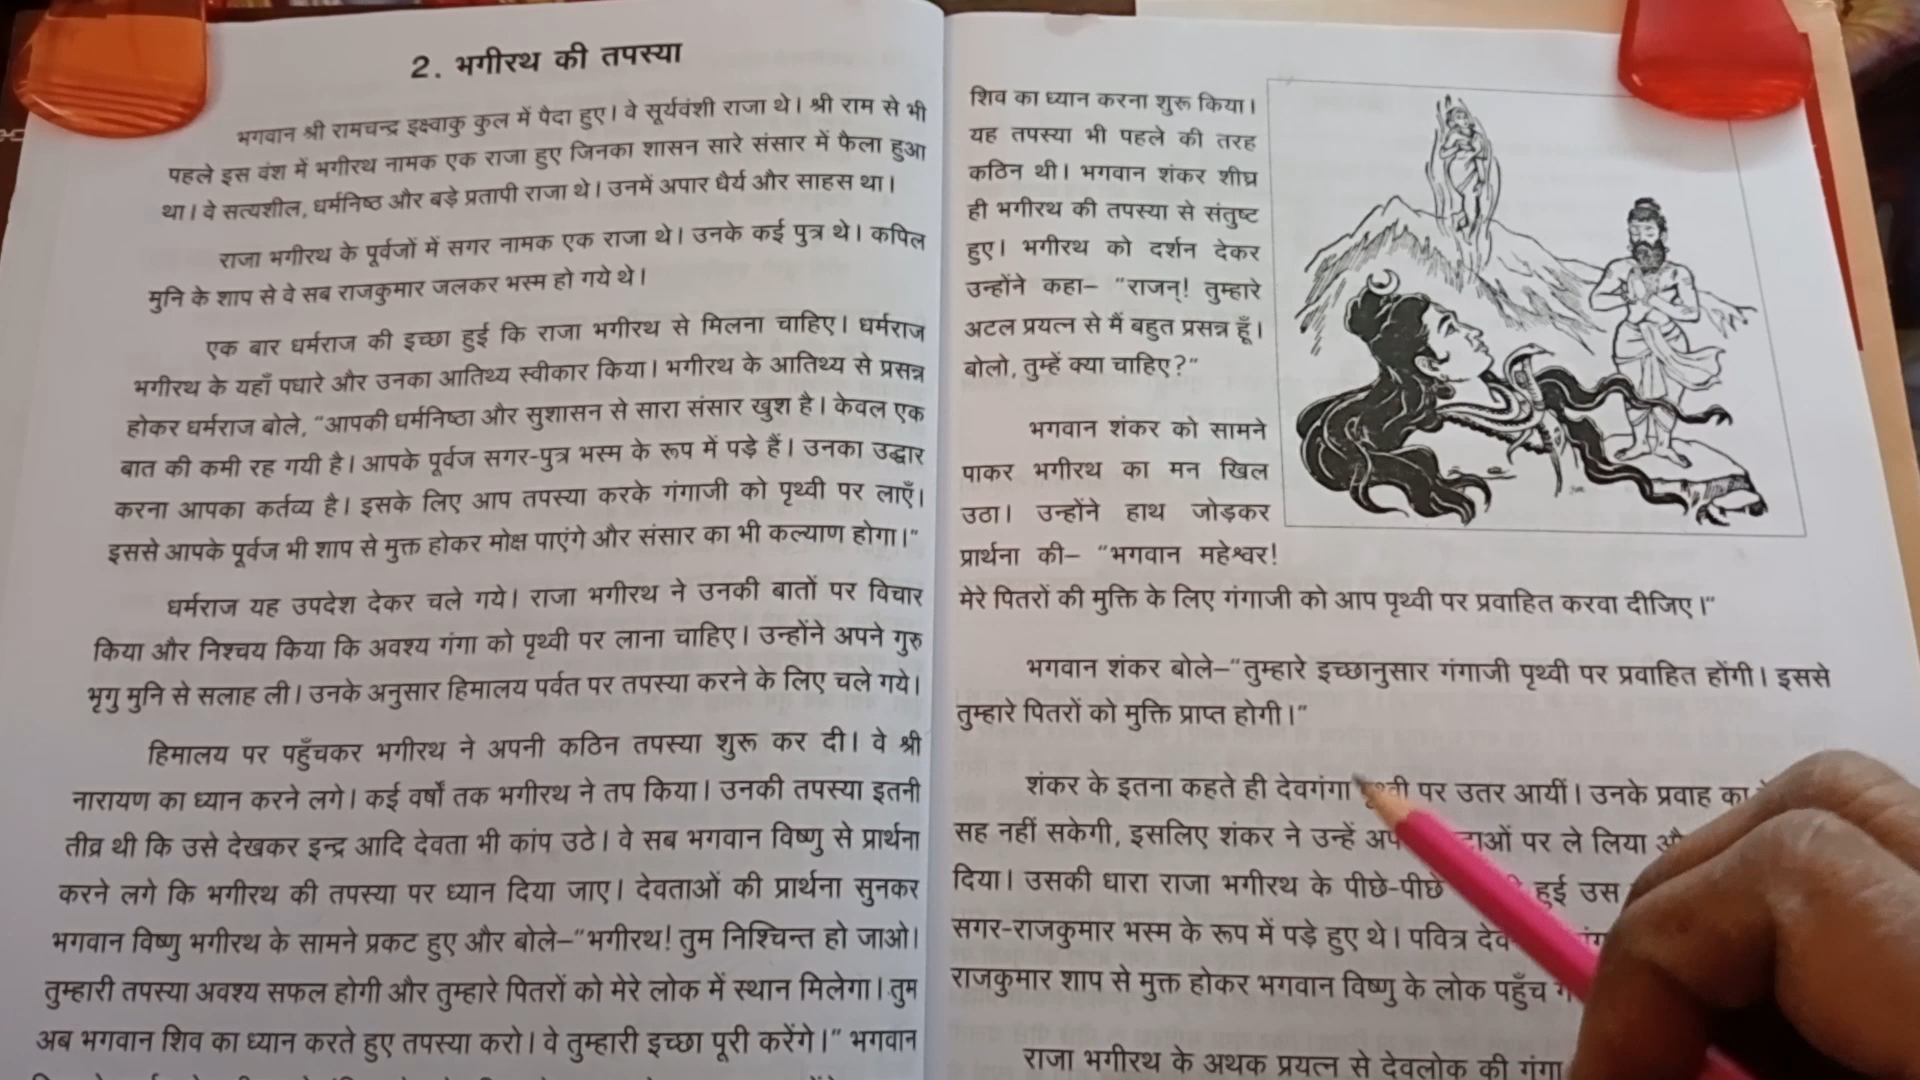 2. भगीरथ की तपस्या
भगवान श्री रामचन्द्र इक्ष्वाकु कुल में पैदा हुए। वे सूर्यवंशी राजा थे। श्री राम से भी
पहले इस वंश में भगीरथ नामक एक राजा हुए जिनका शासन सारे संसार में फैला हुआ
था। वे सत्यशील, धर्मनिष्ठ और बड़े प्रतापी राजा थे। उनमें अपार धैर्य और साहस था।
राजा भगीरथ के पूर्वजों में सगर नामक एक राजा थे। उनके कई पुत्र थे। कपिल
मुनि के शाप से वे सब राजकुमार जलकर भस्म हो गये थे।
एक बार धर्मराज की इच्छा हुई कि राजा भगीरथ से मिलना चाहिए। धर्मराज
भगीरथ के यहाँ पधारे और उनका आतिथ्य स्वीकार किया। भगीरथ के आतिथ्य से प्रसन्न
होकर धर्मराज बोले, "आपकी धर्मनिष्ठा और सुशासन से सारा संसार खुश है। केवल एक
बात की कमी रह गयी है। आपके पूर्वज सगर-पुत्र भस्म के रूप में पड़े हैं। उनका उद्धार
करना आपका कर्तव्य है। इसके लिए आप तपस्या करके गंगाजी को पृथ्वी पर लाएँ।
इससे आपके पूर्वज भी शाप से मुक्त होकर मोक्ष पाएंगे और संसार का भी कल्याण होगा।"
धर्मराज यह उपदेश देकर चले गये। राजा भगीरथ ने उनकी बातों पर विचार
किया और निश्चय किया कि अवश्य गंगा को पृथ्वी पर लाना चाहिए। उन्होंने अपने गुरु
भृगु मुनि से सलाह ली। उनके अनुसार हिमालय पर्वत पर तपस्या करने के लिए चले गये।
हिमालय पर पहुँचकर भगीरथ ने अपनी कठिन तपस्या शुरू कर दी। वे श्री
नारायण का ध्यान करने लगे। कई वर्षों तक भगीरथ ने तप किया। उनकी तपस्या इतनी
तीव्र थी कि उसे देखकर इन्द्र आदि देवता भी कांप उठे। वे सब भगवान विष्णु से प्रार्थना
करने लगे कि भगीरथ की तपस्या पर ध्यान दिया जाए। देवताओं की प्रार्थना सुनकर
भगवान विष्णु भगीरथ के सामने प्रकट हुए और बोले–"भगीरथ! तुम निश्चिन्त हो जाओ।
तुम्हारी तपस्या अवश्य सफल होगी और तुम्हारे पितरों को मेरे लोक में स्थान मिलेगा। तुम
अब भगवान शिव का ध्यान करते हुए तपस्या करो। वे तुम्हारी इच्छा पूरी करेंगे।" भगवान
शिव का ध्यान करना शुरू किया।
यह तपस्या भी पहले की तरह
कठिन थी। भगवान शंकर शीघ्र
ही भगीरथ की तपस्या से संतुष्ट
हुए। भगीरथ को दर्शन देकर
उन्होंने कहा– "राजन्! तुम्हारे
अटल प्रयत्न से मैं बहुत प्रसन्न हूँ।
बोलो, तुम्हें क्या चाहिए?"
भगवान शंकर को सामने
पाकर भगीरथ का मन खिल
उठा। उन्होंने हाथ जोड़कर
प्रार्थना की– "भगवान महेश्वर!
मेरे पितरों की मुक्ति के लिए गंगाजी को आप पृथ्वी पर प्रवाहित करवा दीजिए।"
भगवान शंकर बोले–"तुम्हारे इच्छानुसार गंगाजी पृथ्वी पर प्रवाहित होंगी। इससे
तुम्हारे पितरों को मुक्ति प्राप्त होगी।"
शंकर के इतना कहते ही देवगंगा पर उतर आयीं। उनके प्रवाह का
सह नहीं सकेगी, इसलिए शंकर ने उन्हें पर ले लिया
दिया। उसकी धारा राजा भगीरथ के पीछे-पीछे हुई उस
सगर-राजकुमार भस्म के रूप में पड़े हुए थे। पवित्र
राजकुमार शाप से मुक्त होकर भगवान विष्णु के लोक पहुँच
राजा भगीरथ के अथक प्रयत्न से देवलोक की गंगा